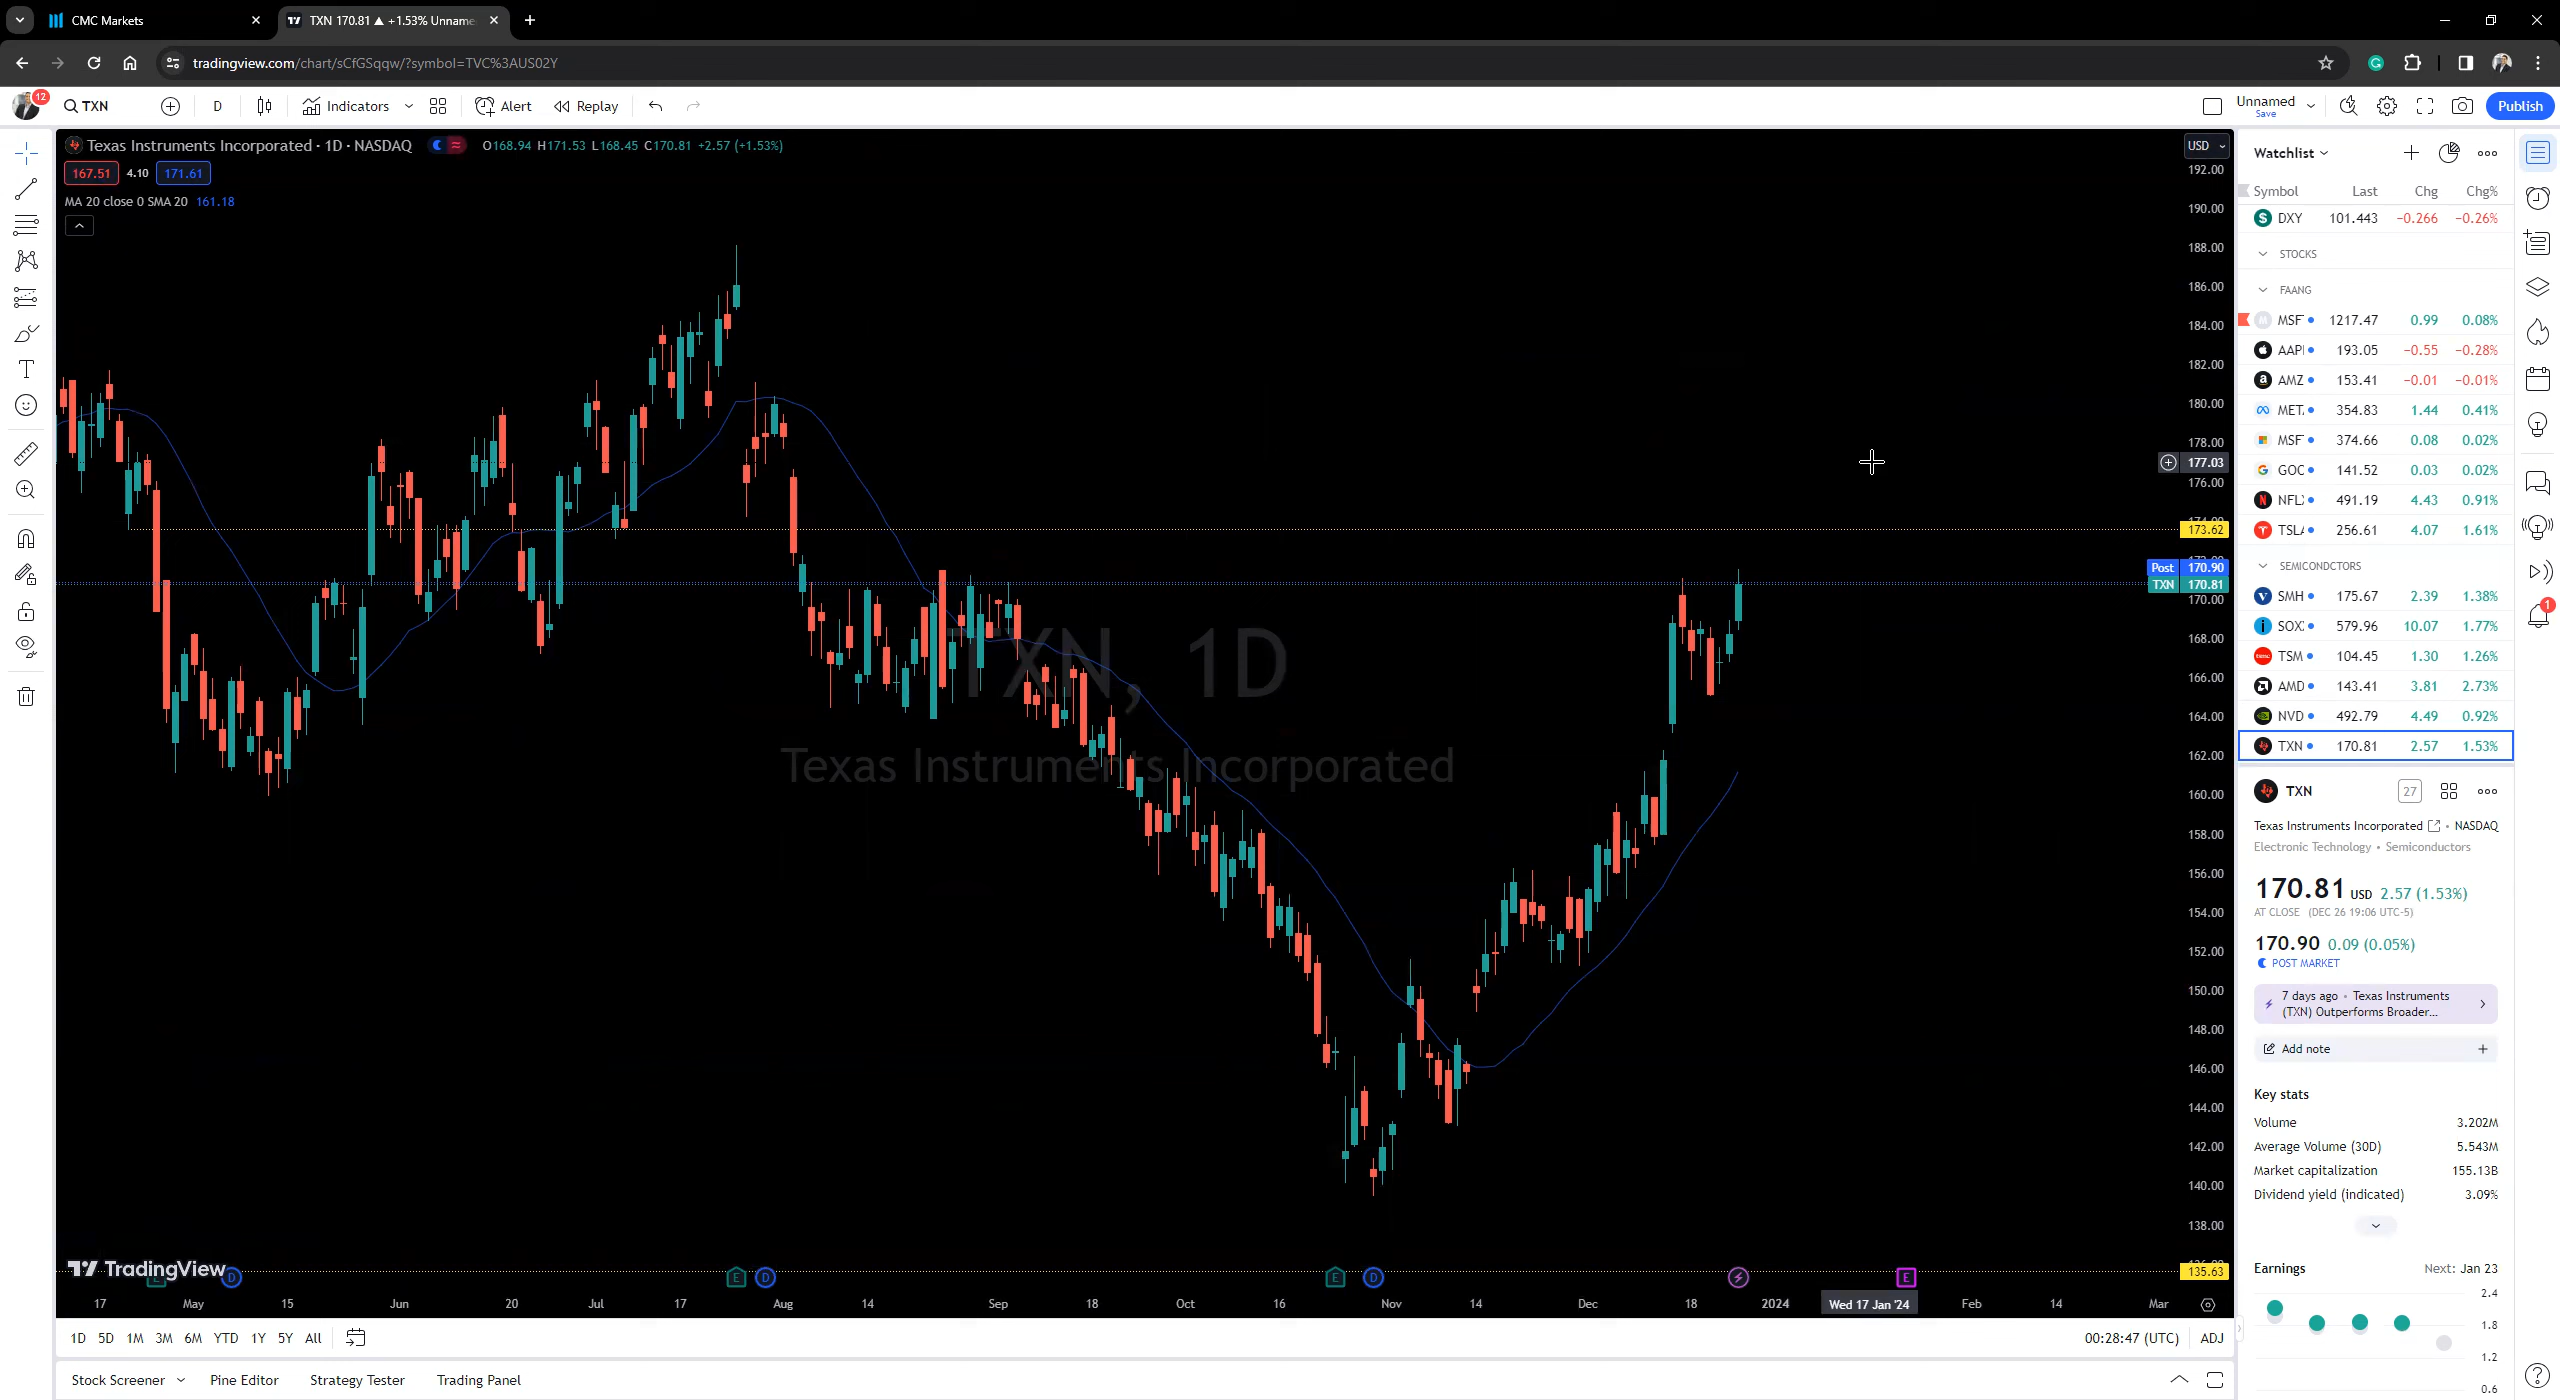 CMC Markets
TXN 170.81 ▲ +1.53% Unname
tradingview.com/chart/sCfGSqqw/?symbol=TVC%3AUS02Y
12 TXN D Indicators Alert Replay Unnamed Save Publish
Texas Instruments Incorporated · 1D · NASDAQ O168.94 H171.53 L168.45 C170.81 +2.57 (+1.53%)
167.51 4.10 171.61
MA 20 close 0 SMA 20 161.18
TXN, 1D
Texas Instruments Incorporated
USD
192.00
190.00
188.00
186.00
184.00
182.00
180.00
178.00
177.03
176.00
173.62
Post 170.90
TXN 170.81
170.00
168.00
166.00
164.00
162.00
160.00
158.00
156.00
154.00
152.00
150.00
148.00
146.00
144.00
142.00
140.00
138.00
135.63
TradingView
E D E D E D E
17 May 15 Jun 20 Jul 17 Aug 14 Sep 18 Oct 16 Nov 14 Dec 18 2024 Wed 17 Jan '24 Feb 14 Mar
1D 5D 1M 3M 6M YTD 1Y 5Y All
00:28:47 (UTC) ADJ
Stock Screener Pine Editor Strategy Tester Trading Panel
Watchlist
Symbol Last Chg Chg%
DXY 101.443 −0.266 −0.26%
STOCKS
FAANG
MSF 1217.47 0.99 0.08%
AAPL 193.05 −0.55 −0.28%
AMZ 153.41 −0.01 −0.01%
MET 354.83 1.44 0.41%
MSF 374.66 0.08 0.02%
GOO 141.52 0.03 0.02%
NFL 491.19 4.43 0.91%
TSL 256.61 4.07 1.61%
SEMICONDCTORS
SMH 175.67 2.39 1.38%
SOX 579.96 10.07 1.77%
TSM 104.45 1.30 1.26%
AMD 143.41 3.81 2.73%
NVD 492.79 4.49 0.92%
TXN 170.81 2.57 1.53%
TXN 27
Texas Instruments Incorporated • NASDAQ
Electronic Technology • Semiconductors
170.81 USD 2.57 (1.53%)
AT CLOSE (DEC 26 19:06 UTC-5)
170.90 0.09 (0.05%)
POST MARKET
7 days ago • Texas Instruments
(TXN) Outperforms Broader...
Add note
Key stats
Volume 3.202M
Average Volume (30D) 5.543M
Market capitalization 155.13B
Dividend yield (indicated) 3.09%
Earnings Next: Jan 23
2.4
1.8
1.2
0.6
1